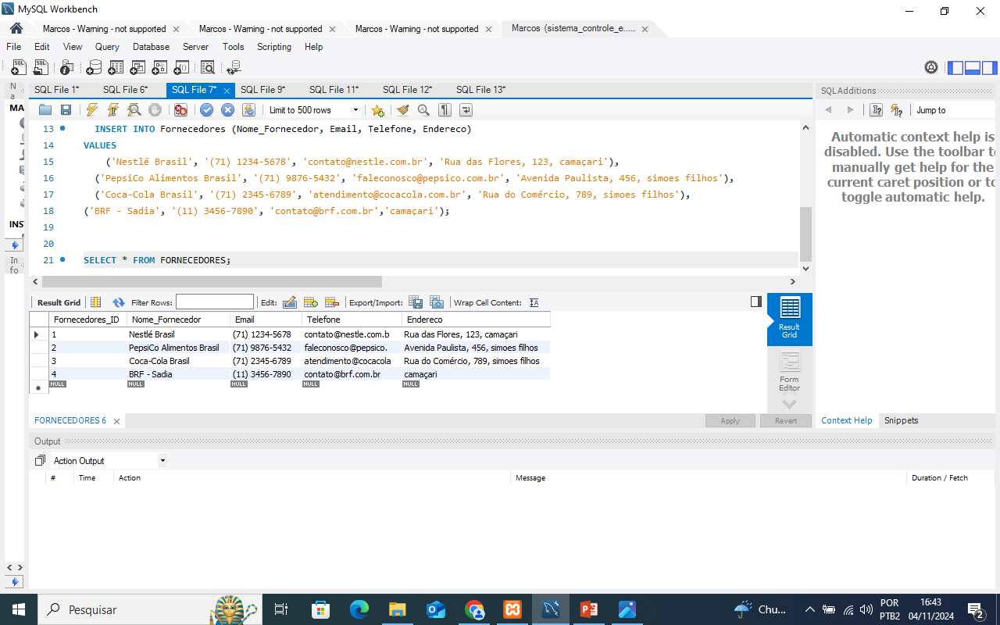 MySQL Workbench
Marcos - Warning - not supported
Marcos - Warning - not supported
Marcos - Warning - not supported
Marcos (sistema_controle_e......
File Edit View Query Database Server Tools Scripting Help
SQL File 1*
SQL File 6*
SQL File 7*
SQL File 9*
SQL File 11*
SQL File 12*
SQL File 13*
Limit to 500 rows
13 INSERT INTO Fornecedores (Nome_Fornecedor, Email, Telefone, Endereco)
14 VALUES
15 ('Nestlé Brasil', '(71) 1234-5678', 'contato@nestle.com.br', 'Rua das Flores, 123, camaçari'),
16 ('PepsiCo Alimentos Brasil', '(71) 9876-5432', 'faleconosco@pepsico.com.br', 'Avenida Paulista, 456, simoes filhos'),
17 ('Coca-Cola Brasil', '(71) 2345-6789', 'atendimento@cocacola.com.br', 'Rua do Comércio, 789, simoes filhos'),
18 ('BRF - Sadia', '(11) 3456-7890', 'contato@brf.com.br','camaçari');
19
20
21 SELECT * FROM FORNECEDORES;
N
a
MA
INST
In
fo
SQLAdditions
Jump to
Automatic context help is
disabled. Use the toolbar to
manually get help for the
current caret position or to
toggle automatic help.
Result Grid
Filter Rows:
Edit:
Export/Import:
Wrap Cell Content:
Fornecedores_ID Nome_Fornecedor Email Telefone Endereco
1 Nestlé Brasil (71) 1234-5678 contato@nestle.com.b Rua das Flores, 123, camaçari
2 PepsiCo Alimentos Brasil (71) 9876-5432 faleconosco@pepsico. Avenida Paulista, 456, simoes filhos
3 Coca-Cola Brasil (71) 2345-6789 atendimento@cocacola Rua do Comércio, 789, simoes filhos
4 BRF - Sadia (11) 3456-7890 contato@brf.com.br camaçari
NULL NULL NULL NULL NULL
Result
Grid
Form
Editor
FORNECEDORES 6
Apply
Revert
Context Help
Snippets
Output
Action Output
# Time Action Message Duration / Fetch
Pesquisar
Chu...
POR
PTB2
16:43
04/11/2024
2